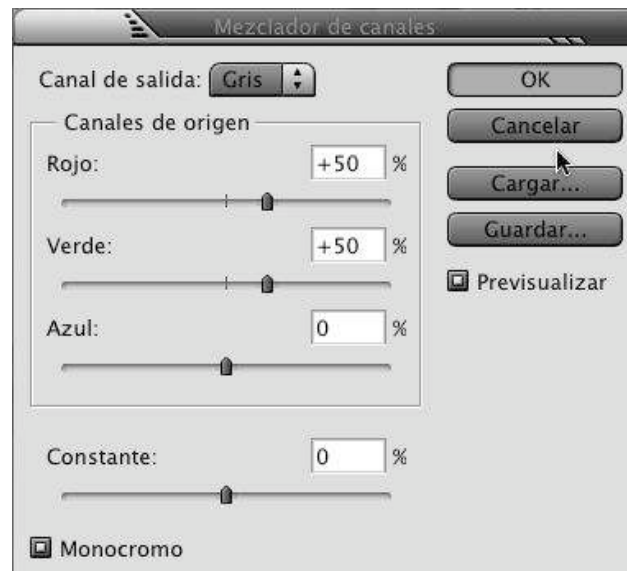 Mezclador de canales
Canal de salida: Gris
OK
Canales de origen
Cancelar
Rojo: +50 %
Cargar...
Guardar...
Verde: +50 %
Previsualizar
Azul: 0 %
Constante: 0 %
Monocromo